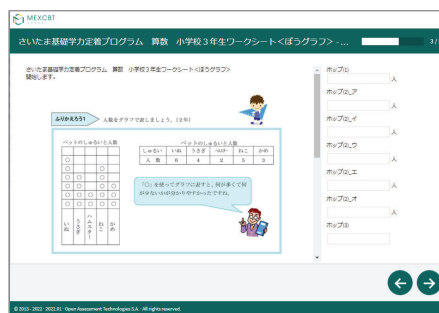 MEXCBT
さいたま基礎学力定着プログラム 算数 小学校3年生ワークシート<ぼうグラフ> - ...
3/
さいたま基礎学力定着プログラム 算数 小学校3年生ワークシート<ぼうグラフ>
開始します。
ふりかえろう1
人数をグラフで表しましょう。(2年)
ペットのしゅるいと人数
いぬ
うさぎ
ハムスター
ねこ
かめ
ペットのしゅるいと人数
しゅるい いぬ うさぎ ねこ かめ
人 数 6 4 2 5 3
「○」を使ってグラフに表すと、何が多くて何
が少ないかが分かりやすかったですね。
ホップ(1)
人
ホップ(2)_ア
人
ホップ(2)_イ
人
ホップ(2)_ウ
人
ホップ(2)_エ
人
ホップ(2)_オ
人
ホップ(3)
© 2013 - 2022 · 2022.01 · Open Assessment Technologies S.A. · All rights reserved.